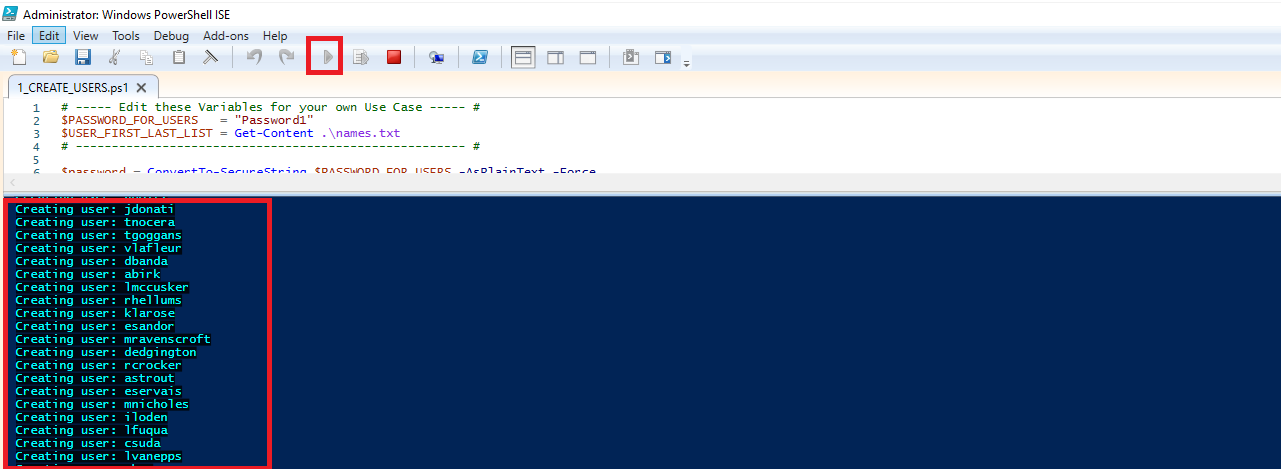 Administrator: Windows PowerShell ISE
File Edit View Tools Debug Add-ons Help
1_CREATE_USERS.ps1
1 # ----- Edit these Variables for your own Use Case ----- #
2 $PASSWORD_FOR_USERS = "Password1"
3 $USER_FIRST_LAST_LIST = Get-Content .\names.txt
4 # ------------------------------------------------------ #
5
6 $password = ConvertTo-SecureString $PASSWORD_FOR_USERS -AsPlainText -Force
Creating user: jdonati
Creating user: tnocera
Creating user: tgoggans
Creating user: vlafleur
Creating user: dbanda
Creating user: abirk
Creating user: lmccusker
Creating user: rhellums
Creating user: klarose
Creating user: esandor
Creating user: mravenscroft
Creating user: dedgington
Creating user: rcrocker
Creating user: astrout
Creating user: eservais
Creating user: mnicholes
Creating user: iloden
Creating user: lfuqua
Creating user: csuda
Creating user: lvanepps